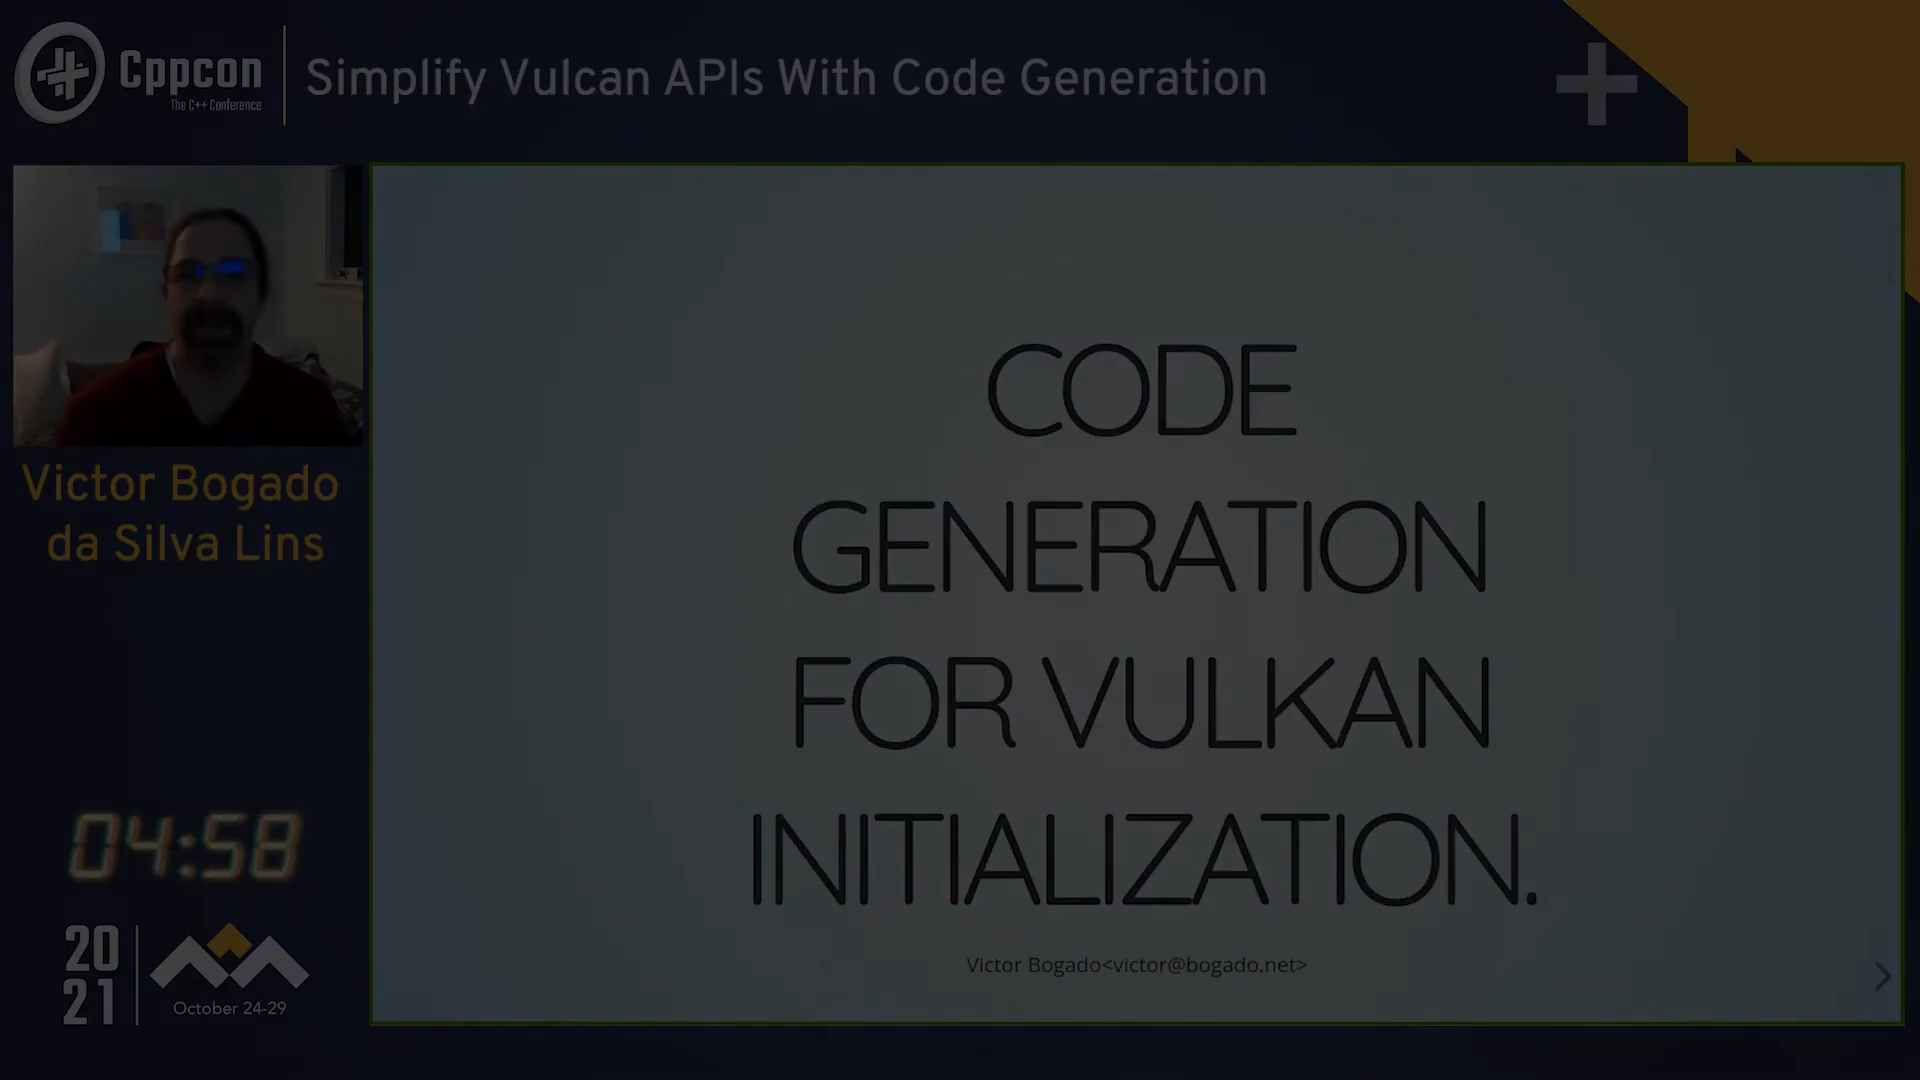 Cppcon
The C++ Conference
Simplify Vulcan APIs With Code Generation
Victor Bogado
da Silva Lins
04:58
20
21
October 24-29
CODE
GENERATION
FOR VULKAN
INITIALIZATION.
Victor Bogado<victor@bogado.net>